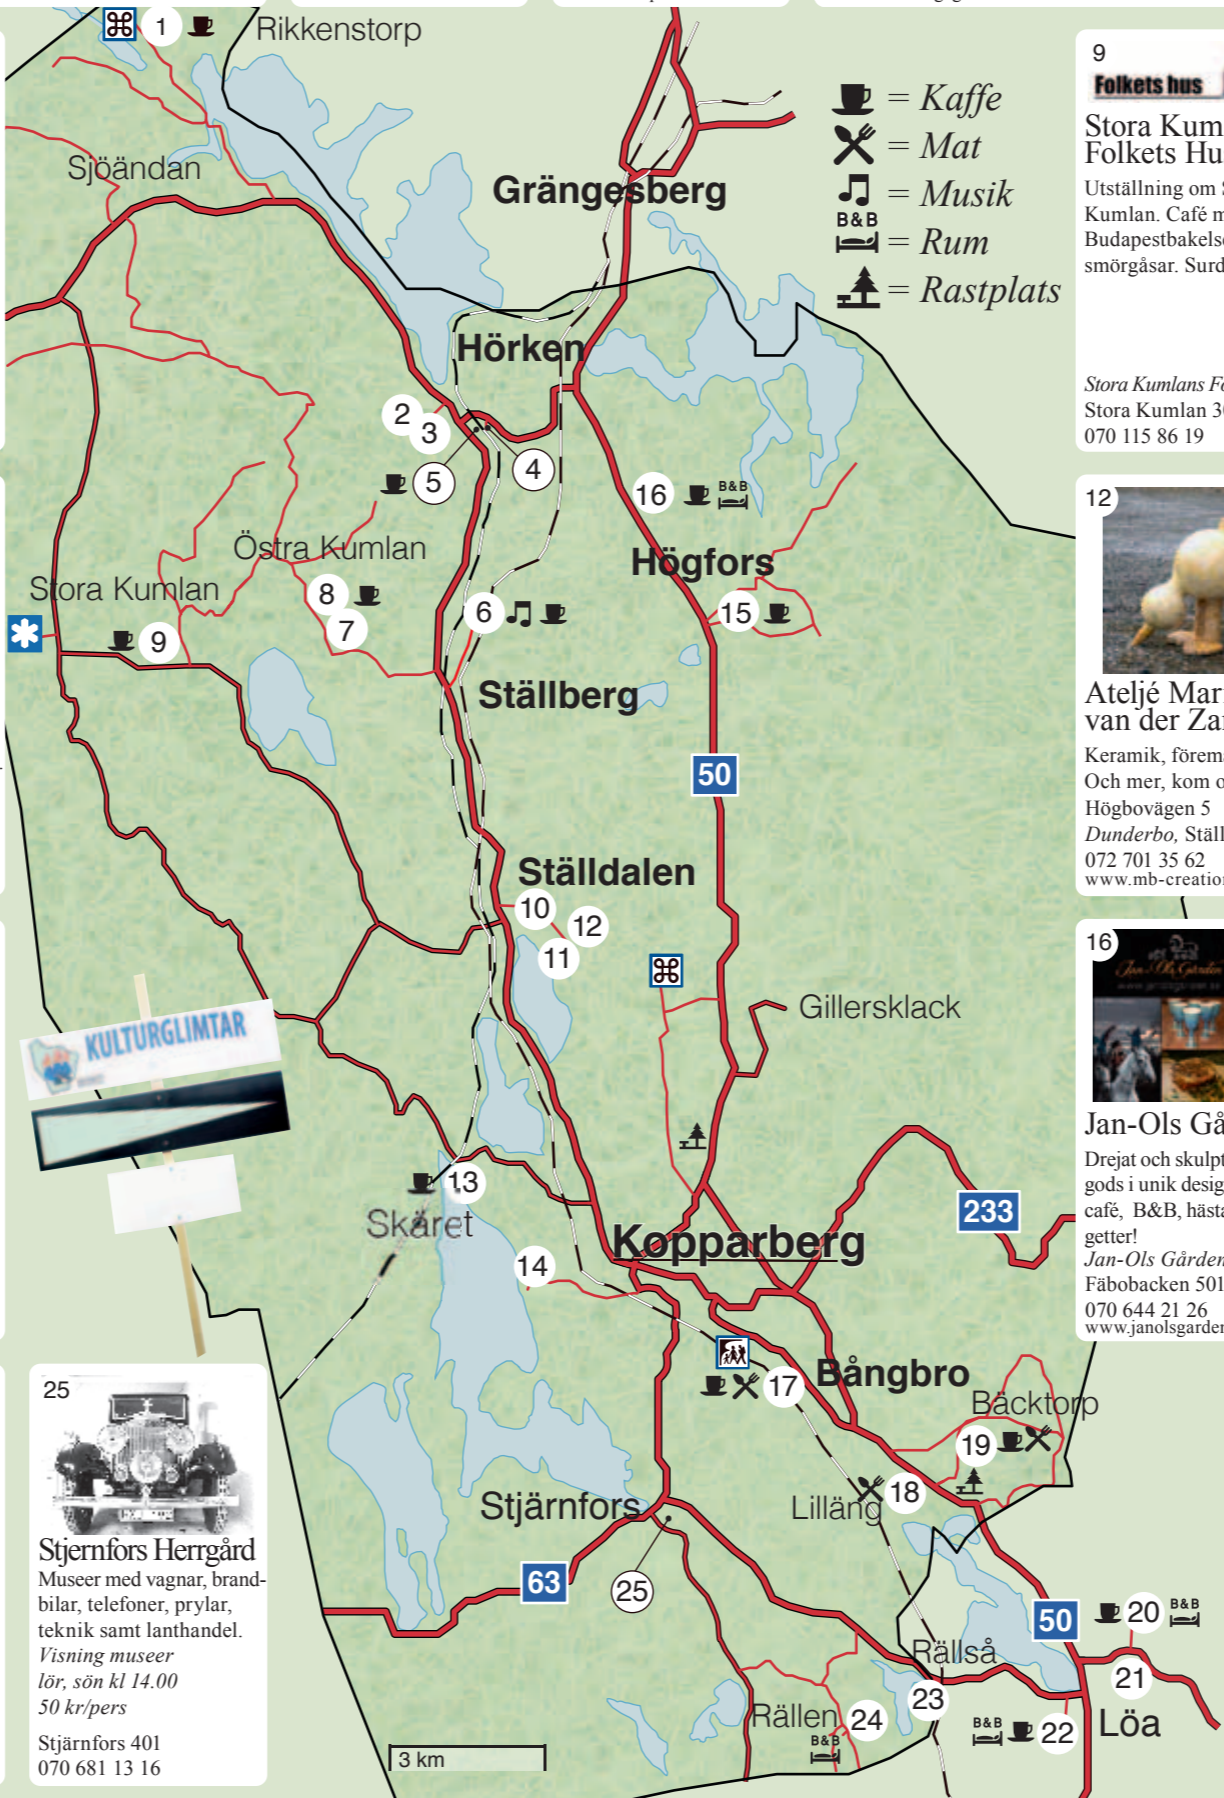 1
Rikkenstorp
Sjöändan
Grängesberg
= Kaffe
= Mat
= Musik
B&B
= Rum
= Rastplats
Hörken
2
3
4
5
16
B&B
Högfors
15
Östra Kumlan
8
7
Stora Kumlan
9
6
Ställberg
50
Ställdalen
10
12
11
Gillersklack
KULTURGLIMTAR
13
Skäret
233
Kopparberg
14
17
Bångbro
Bäcktorp
19
18
Lilläng
Stjärnfors
63
25
50
20
B&B
21
Rällså
23
Rällen
24
B&B
B&B
22
Löa
3 km
9
Folkets hus
Stora Kum
Folkets Hu
Utställning om
Kumlan. Café m
Budapestbakels
smörgåsar. Surd
Stora Kumlans Fo
Stora Kumlan 30
070 115 86 19
12
Ateljé Mar
van der Za
Keramik, förem
Och mer, kom o
Högbovägen 5
Dunderbo, Ställ
072 701 35 62
www.mb-creation
16
Jan-Ols Gården
Jan-Ols Gå
Drejat och skulpt
gods i unik desig
café, B&B, hästa
getter!
Jan-Ols Gården
Fäbobacken 501
070 644 21 26
www.janolsgarden
25
Stjernfors Herrgård
Museer med vagnar, brand-
bilar, telefoner, prylar,
teknik samt lanthandel.
Visning museer
lör, sön kl 14.00
50 kr/pers
Stjärnfors 401
070 681 13 16